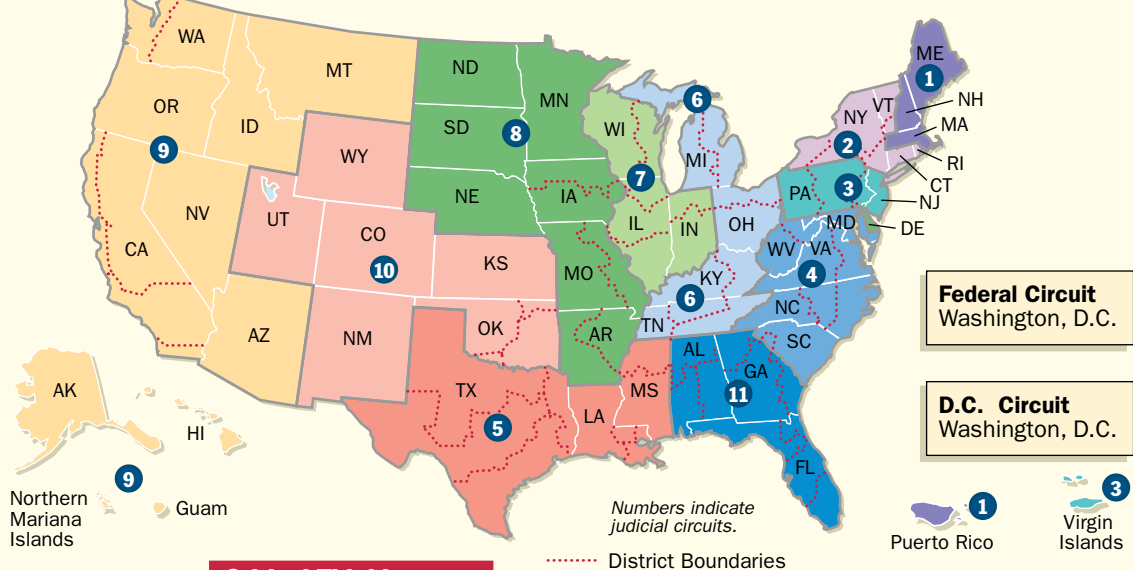 WA
MT
ND
MN
ME
1
OR
ID
SD
8
WI
6
MI
NY
VT
NH
MA
9
WY
NE
IA
7
2
RI
CT
NV
UT
CO
10
KS
MO
IL
IN
OH
PA
3
NJ
MD
DE
CA
WV
VA
4
KY
6
AZ
NM
OK
AR
TN
NC
SC
Federal Circuit
Washington, D.C.
TX
5
LA
MS
AL
GA
11
FL
D.C. Circuit
Washington, D.C.
AK
HI
9
Northern
Mariana
Islands
Guam
Numbers indicate
judicial circuits.
District Boundaries
1
Puerto Rico
3
Virgin
Islands